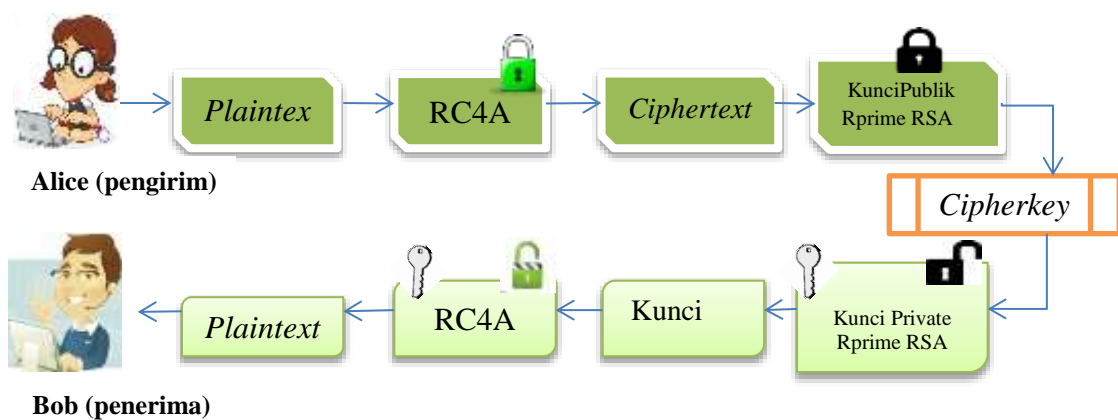 Plaintex
RC4A
Ciphertext
KunciPublik
Rprime RSA
Alice (pengirim)
Cipherkey
Plaintext
RC4A
Kunci
Kunci Private
Rprime RSA
Bob (penerima)